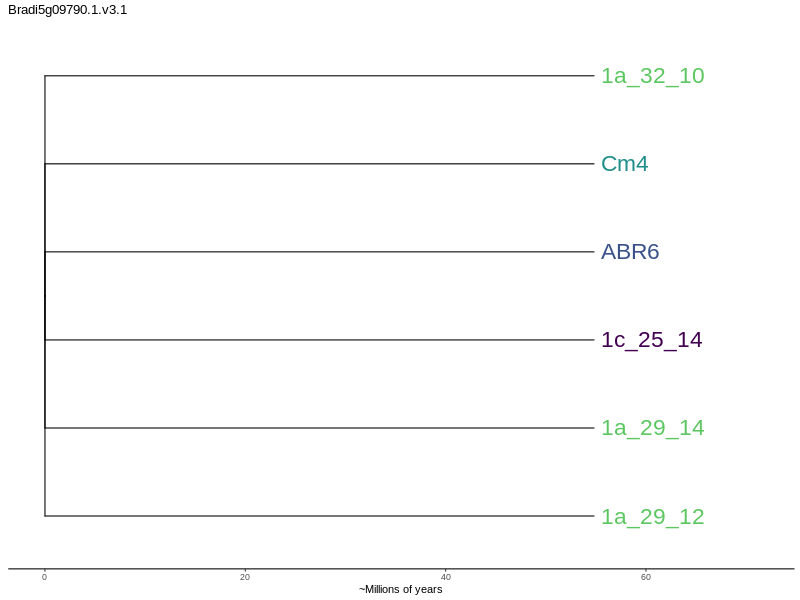 Bradi5g09790.1.v3.1
1a_32_10
Cm4
ABR6
1c_25_14
1a_29_14
1a_29_12
0 20 40 60
~Millions of years